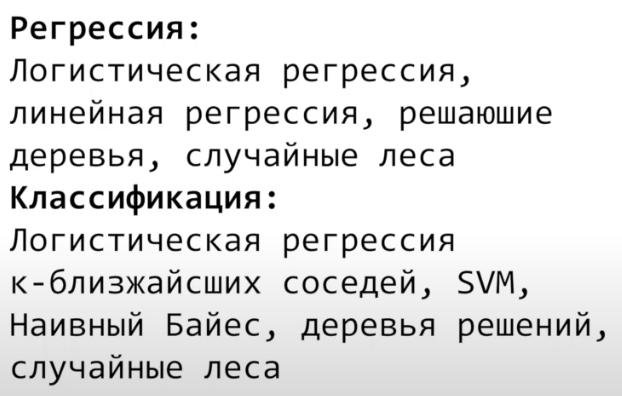 Регрессия:
Логистическая регрессия,
линейная регрессия, решаюшие
деревья, случайные леса
Классификация:
Логистическая регрессия
к-близжайсших соседей, SVM,
Наивный Байес, деревья решений,
случайные леса